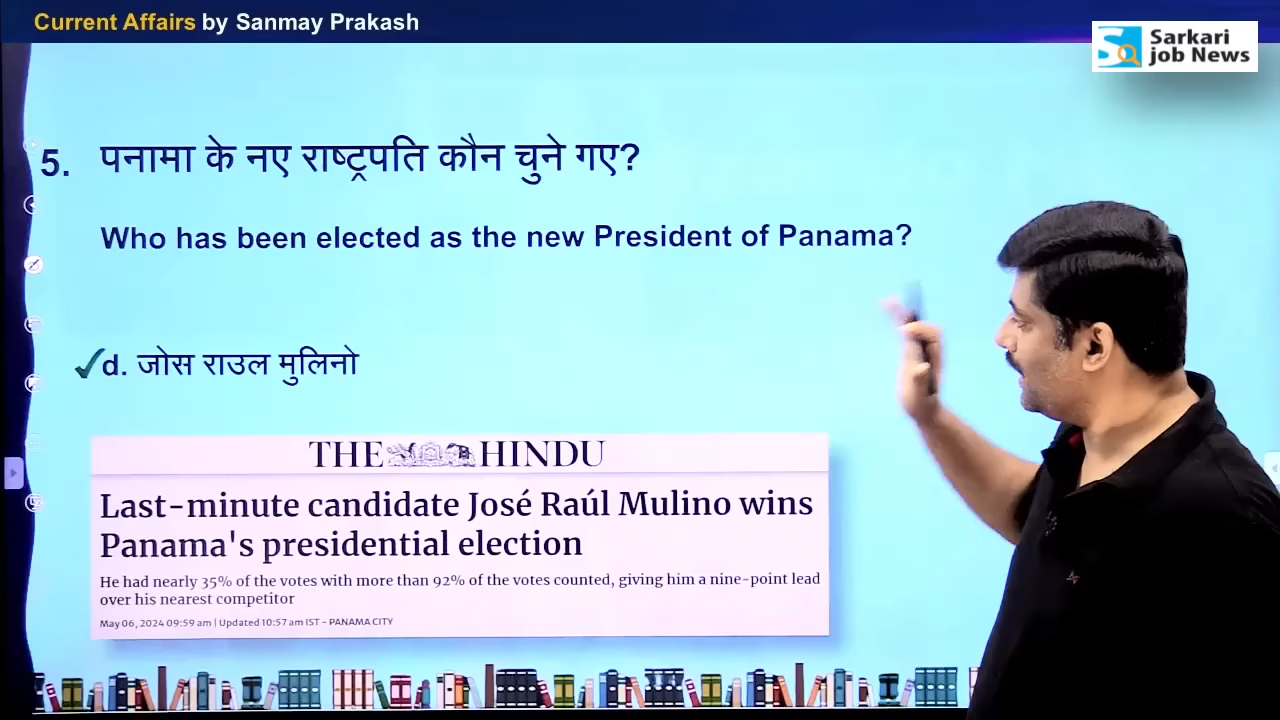 Current Affairs by Sanmay Prakash
Sarkari
Job News
5. पनामा के नए राष्ट्रपति कौन चुने गए?
Who has been elected as the new President of Panama?
d. जोस राउल मुलिनो
THE HINDU
Last-minute candidate José Raúl Mulino wins
Panama's presidential election
He had nearly 35% of the votes with more than 92% of the votes counted, giving him a nine-point lead
over his nearest competitor
May 06, 2024 09:59 am | Updated 10:57 am IST - PANAMA CITY